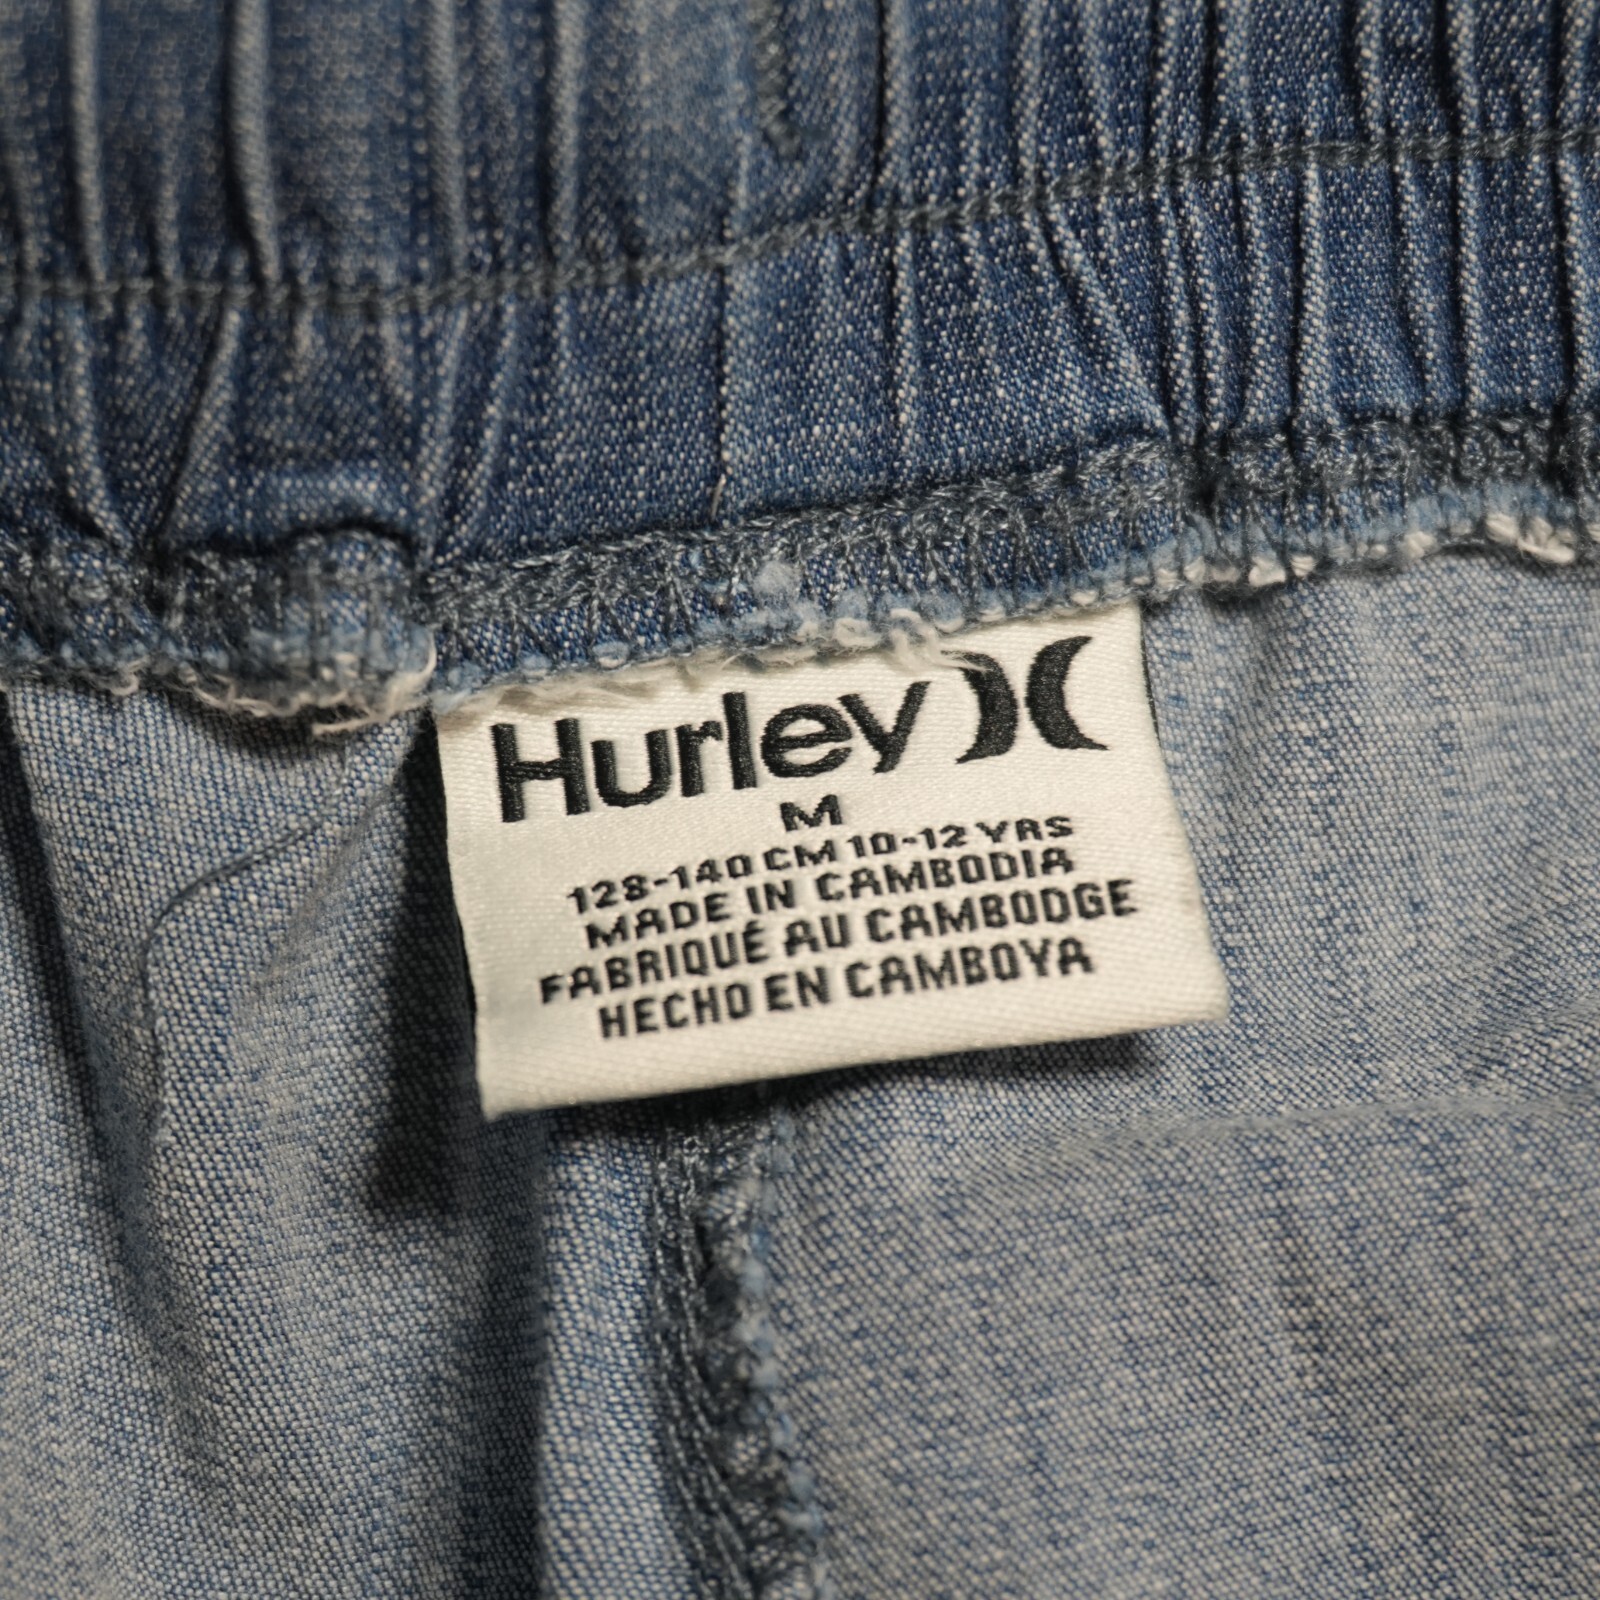 Hurley
M
128-140 CM 10-12 YRS
MADE IN CAMBODIA
FABRIQUÉ AU CAMBODGE
HECHO EN CAMBOYA